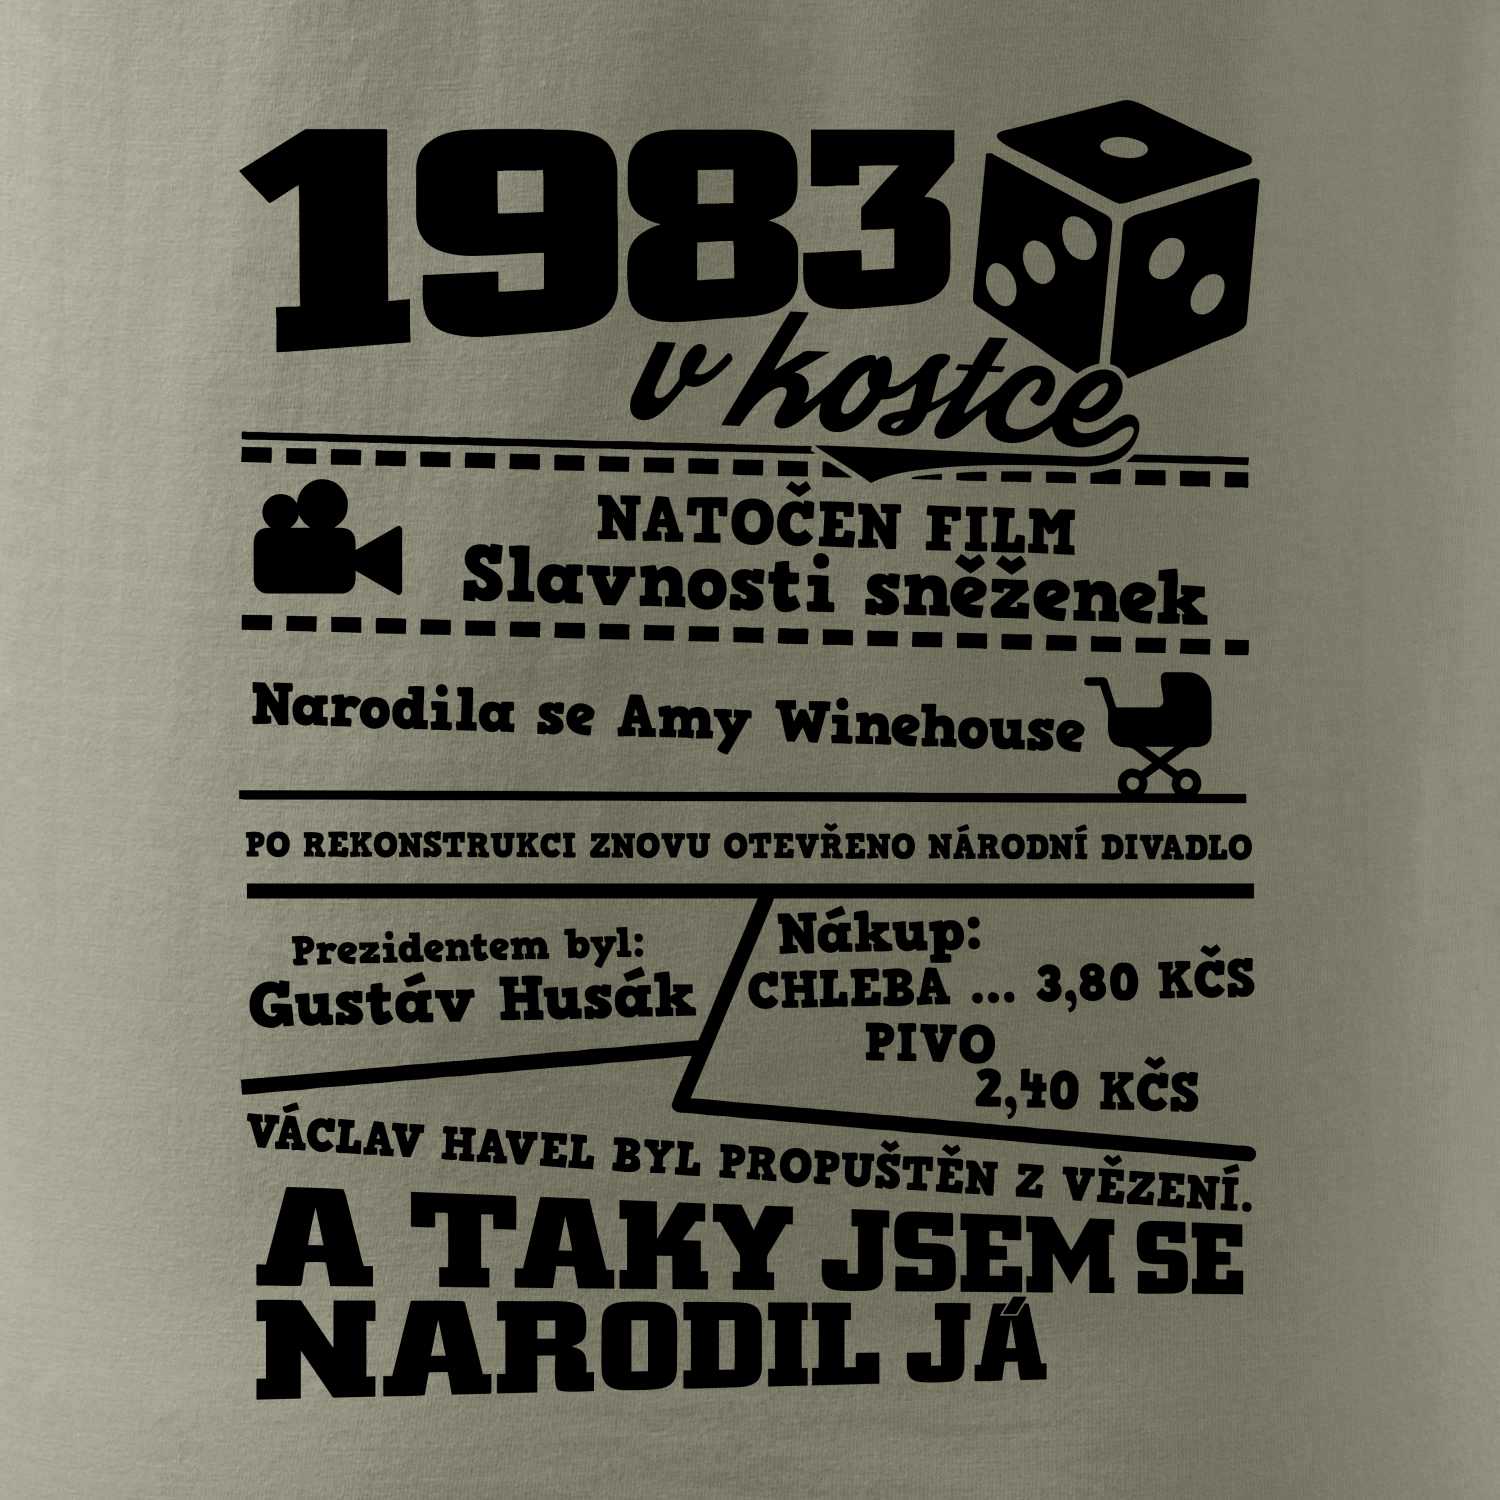 1983
v kostce
NATOČEN FILM
Slavnosti sněženek
Narodila se Amy Winehouse
PO REKONSTRUKCI ZNOVU OTEVŘENO NÁRODNÍ DIVADLO
Prezidentem byl:
Gustáv Husák
Nákup:
CHLEBA ... 3,80 KČS
PIVO
2,40 KČS
VÁCLAV HAVEL BYL PROPUŠTĚN Z VĚZENÍ.
A TAKY JSEM SE
NARODIL JÁ